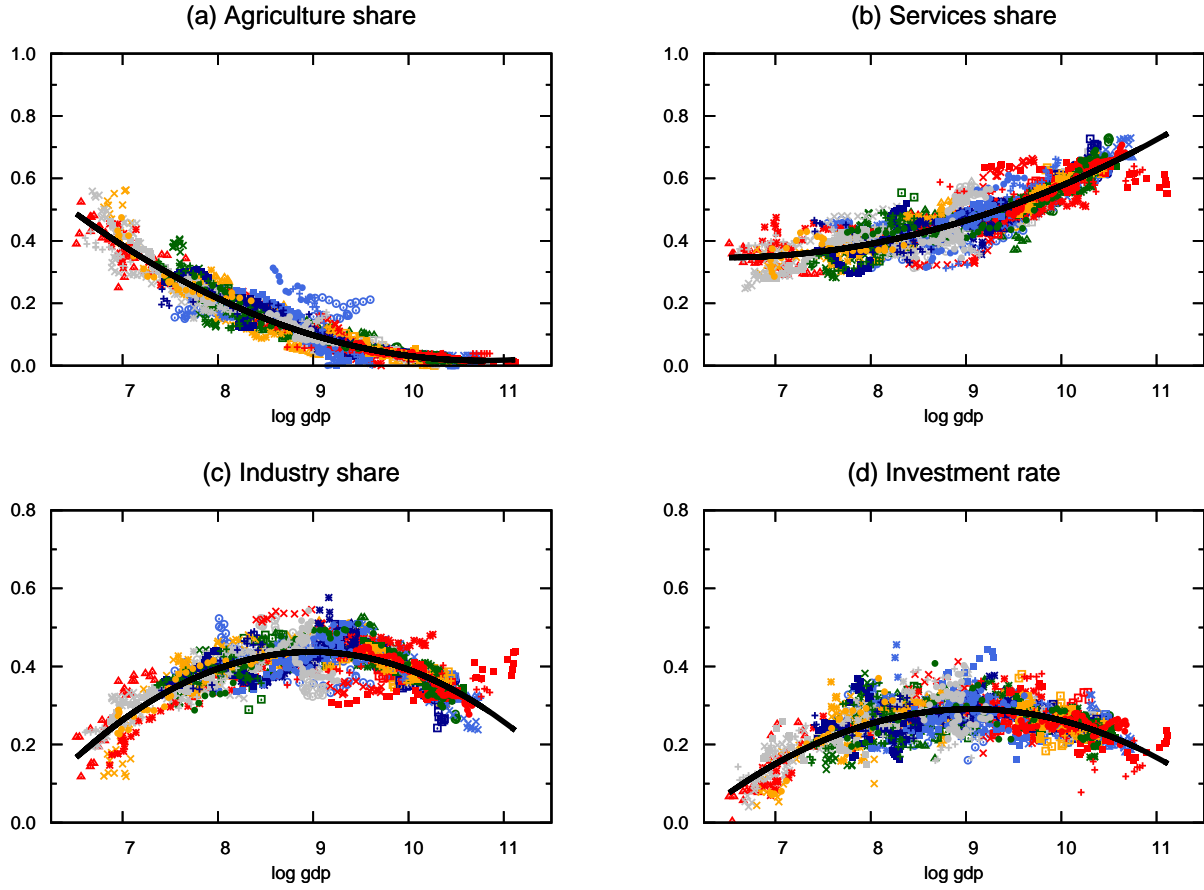 (a) Agriculture share
1.0
0.8
0.6
0.4
0.2
0.0
7 8 9 10 11
log gdp
(b) Services share
1.0
0.8
0.6
0.4
0.2
0.0
7 8 9 10 11
log gdp
(c) Industry share
0.8
0.6
0.4
0.2
0.0
7 8 9 10 11
log gdp
(d) Investment rate
0.8
0.6
0.4
0.2
0.0
7 8 9 10 11
log gdp